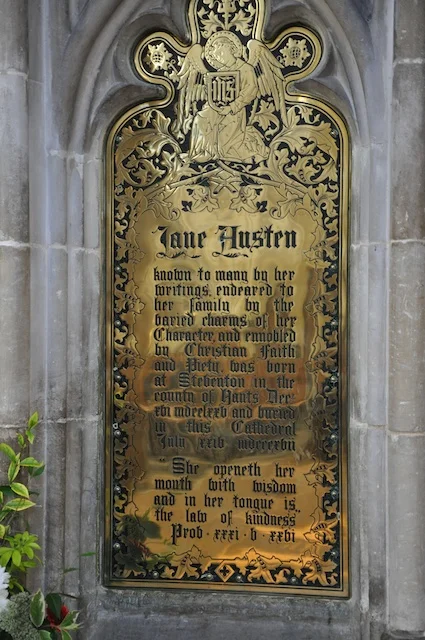 IHS
Jane Austen
known to many by her
writings, endeared to
her family by the
varied charms of her
Character, and ennobled
by Christian Faith
and Piety, was born
at Steventon in the
county of Hants Dec.
xvi mdcclxxv and buried
in this Cathedral
July xxiv mdcccxvii
"She openeth her
mouth with wisdom
and in her tongue is
the law of kindness"
Prov · xxxi · v · xxvi